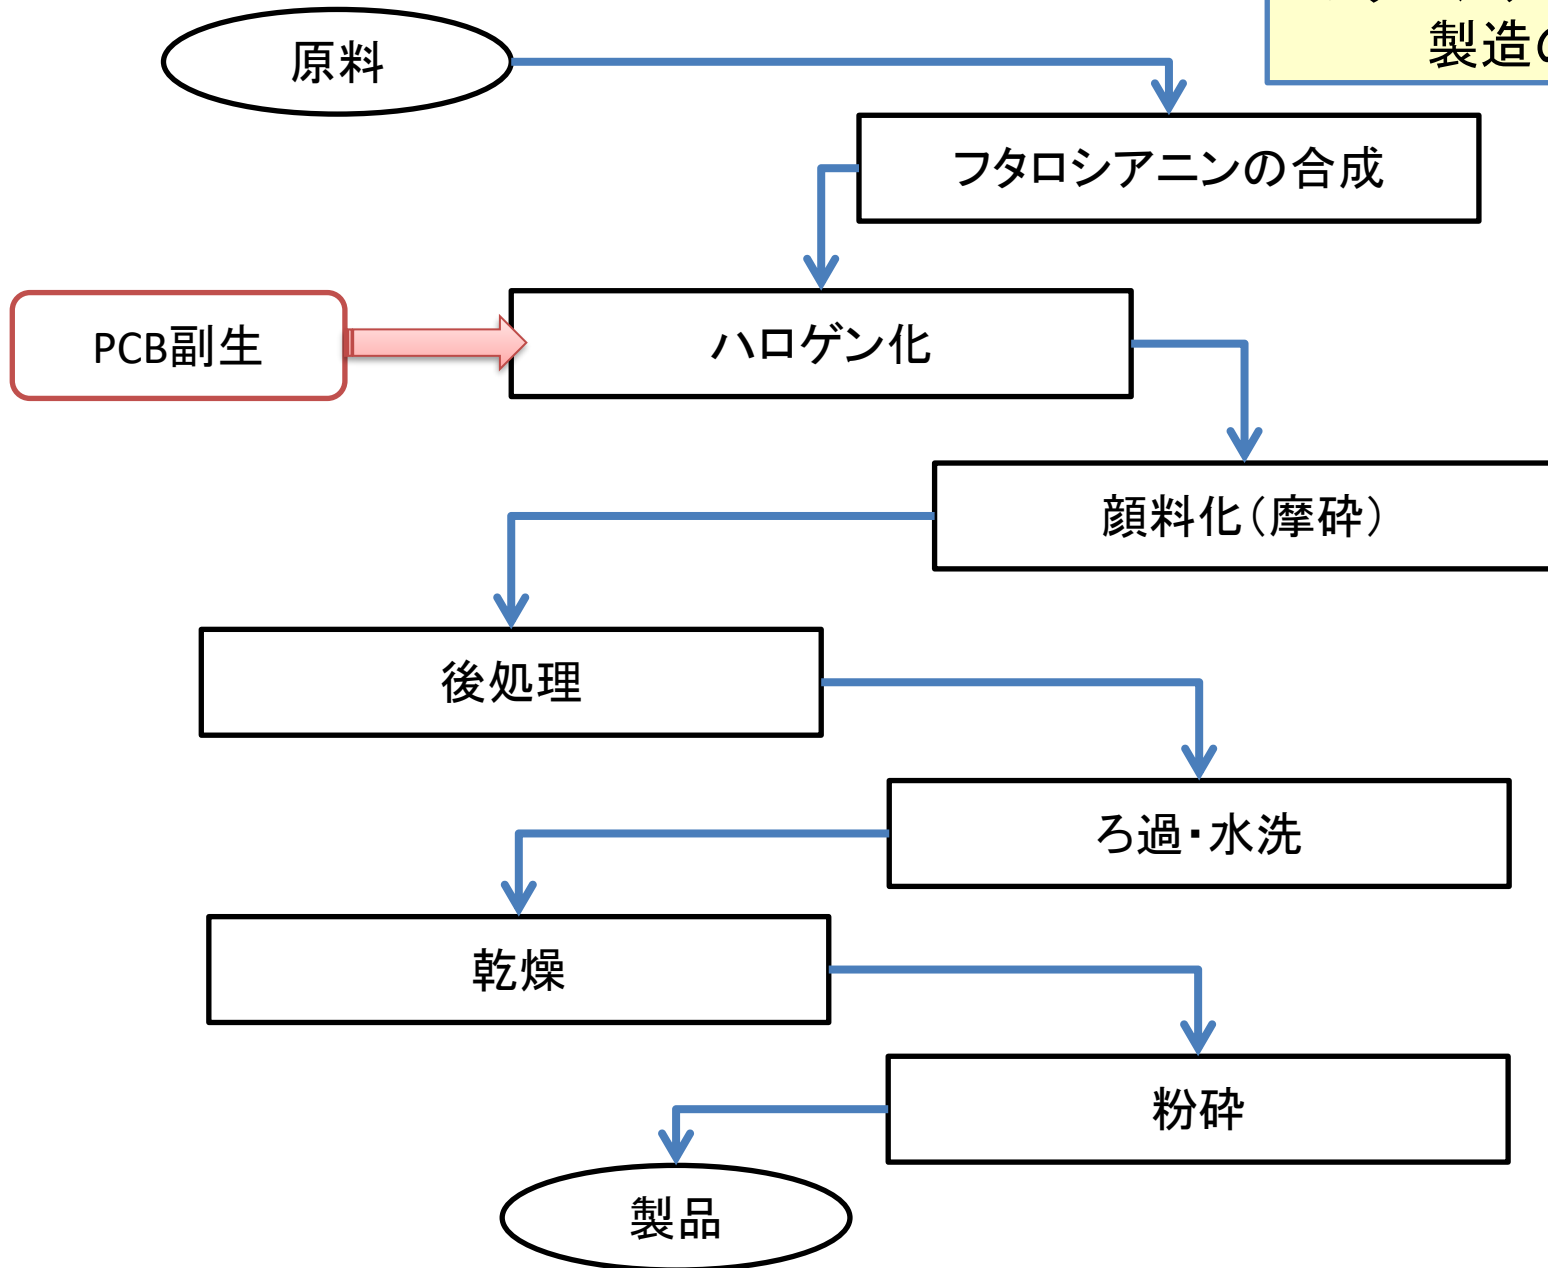 原料
製造の
フタロシアニンの合成
PCB副生
ハロゲン化
顔料化（摩砕）
後処理
ろ過・水洗
乾燥
粉砕
製品